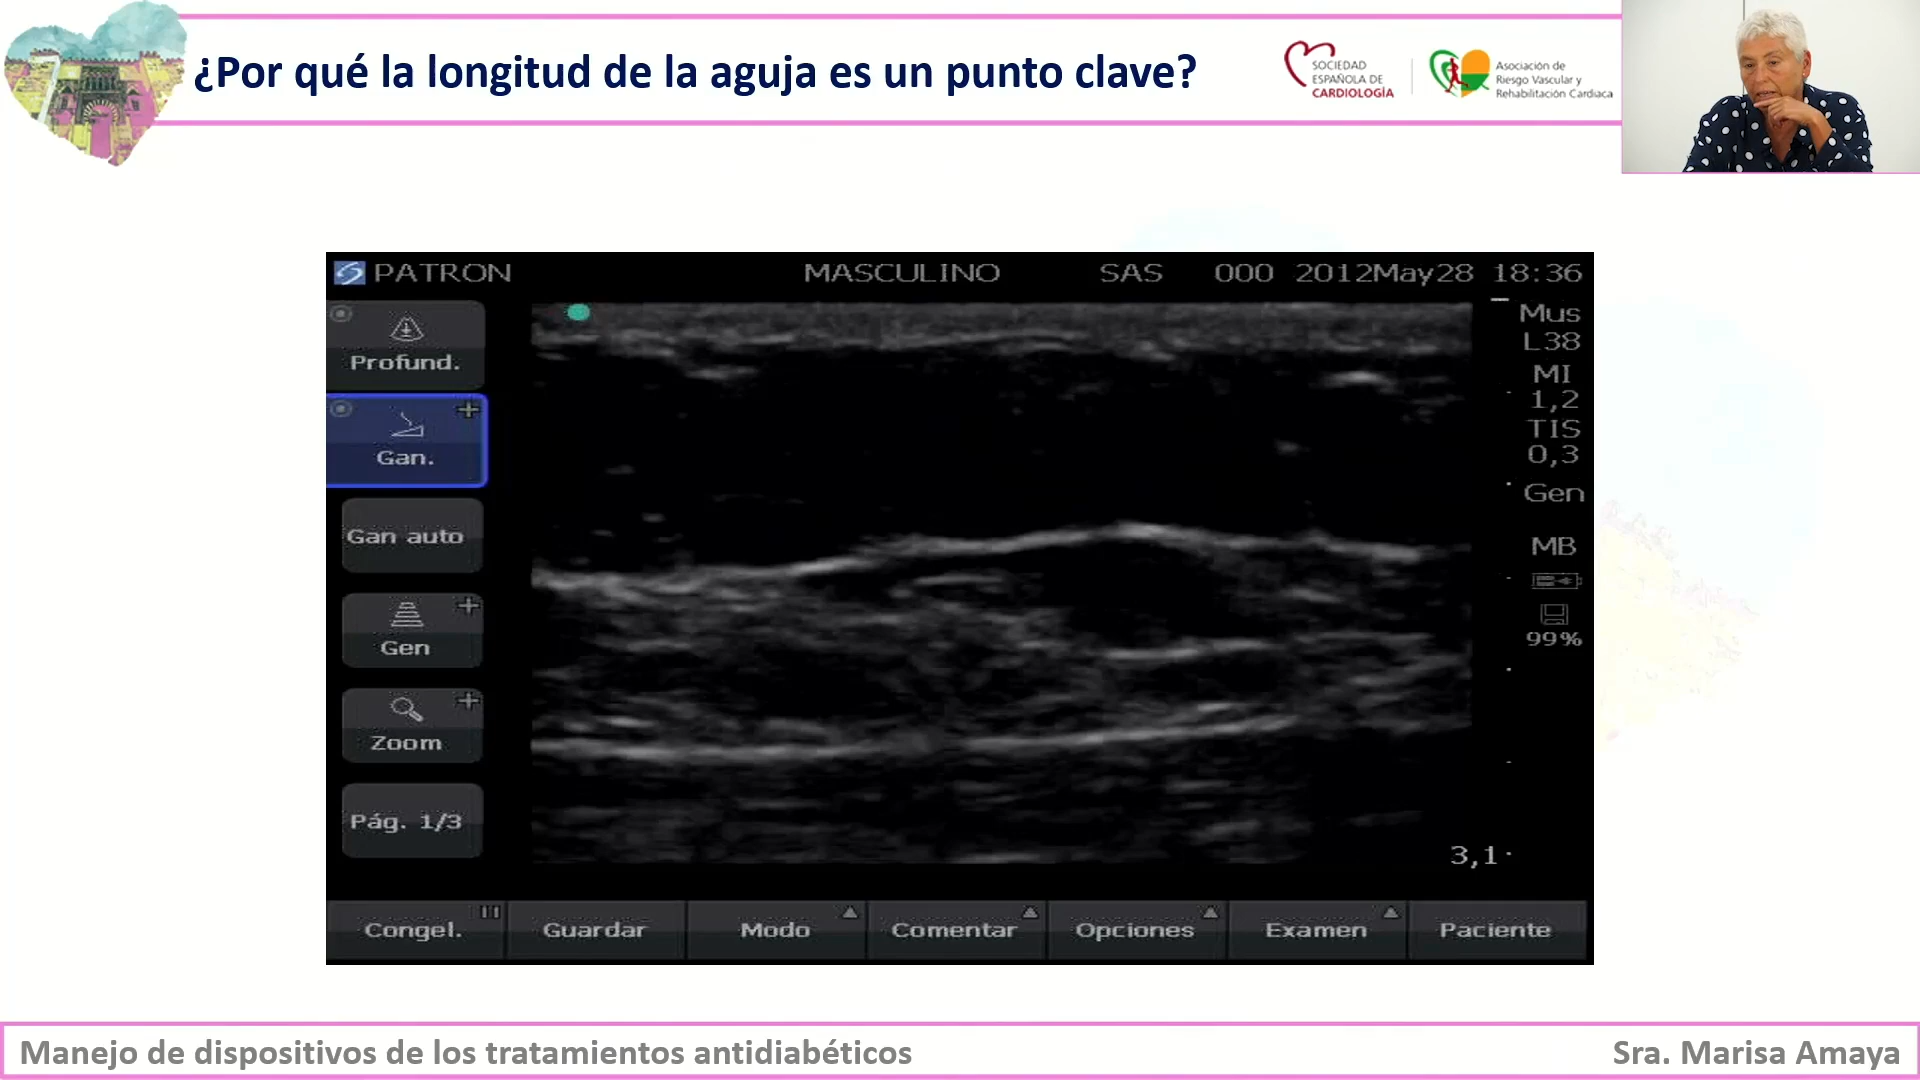 ¿Por qué la longitud de la aguja es un punto clave?
SOCIEDAD
ESPAÑOLA DE
CARDIOLOGÍA
Asociación de
Riesgo Vascular y
Rehabilitación Cardiaca
PATRON
MASCULINO
SAS
000
2012May28 18:36
Profund.
Gan.
Gan auto
Gen
Zoom
Pág. 1/3
Mus
L38
MI
1,2
TIS
0,3
Gen
MB
99%
3,1
Congel.
Guardar
Modo
Comentar
Opciones
Examen
Paciente
Manejo de dispositivos de los tratamientos antidiabéticos
Sra. Marisa Amaya